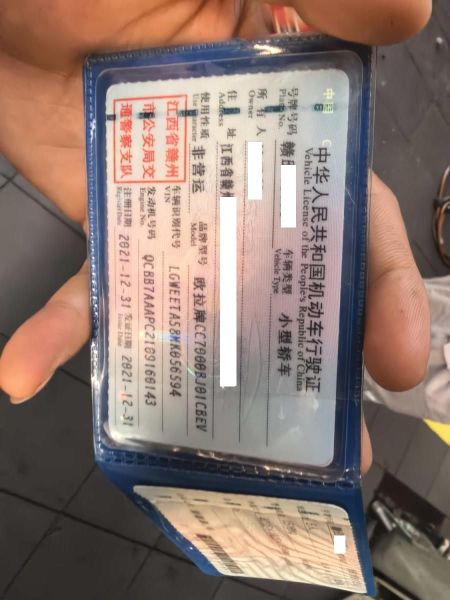 中华人民共和国机动车行驶证
Vehicle License of the People's Republic of China
号牌号码 赣 车辆类型 小型轿车
Plate No. Vehicle Type
所有人
Owner
住址 江西省赣州
Address
使用性质 非营运 品牌型号 欧拉牌CC7000BJ01CBEV
Use Character Model
江西省赣州
市公安局交
通警察支队
车辆识别代号 LGWEETA58MK056594
VIN
发动机号码 QCBB7AAAPC2109160143
Engine No.
注册日期 2021-12-31 发证日期 2021-12-31
Register Date Issue Date